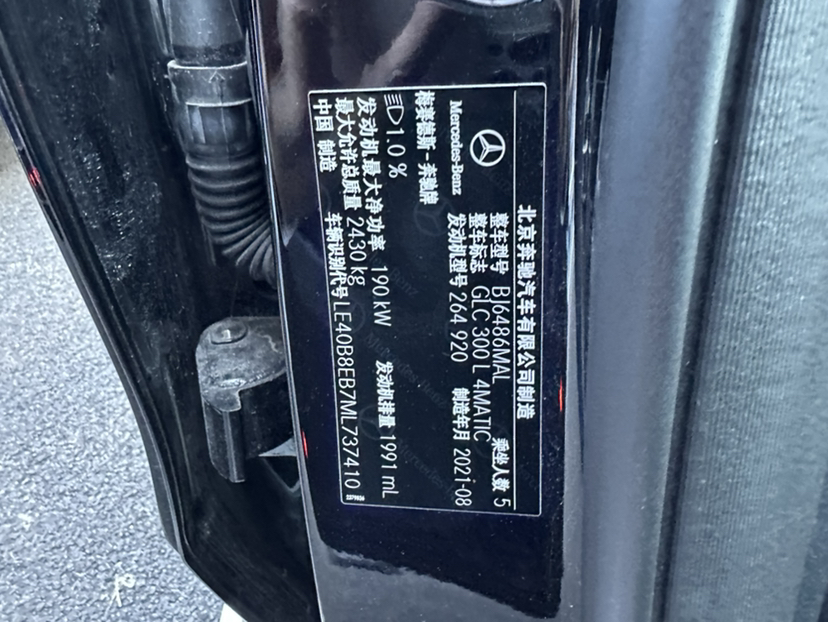 北京奔驰汽车有限公司制造
Mercedes-Benz
梅赛德斯-奔驰牌
整车型号 BJ6486MAL 乘坐人数 5
整车标志 GLC 300 L 4MATIC
发动机型号 264 920 制造年月 2021-08
1.0 %
发动机最大净功率 190 kW 发动机排量 1991 mL
最大允许总质量 2430 kg
中国 制造 车辆识别代号 LE40B8EB7ML737410